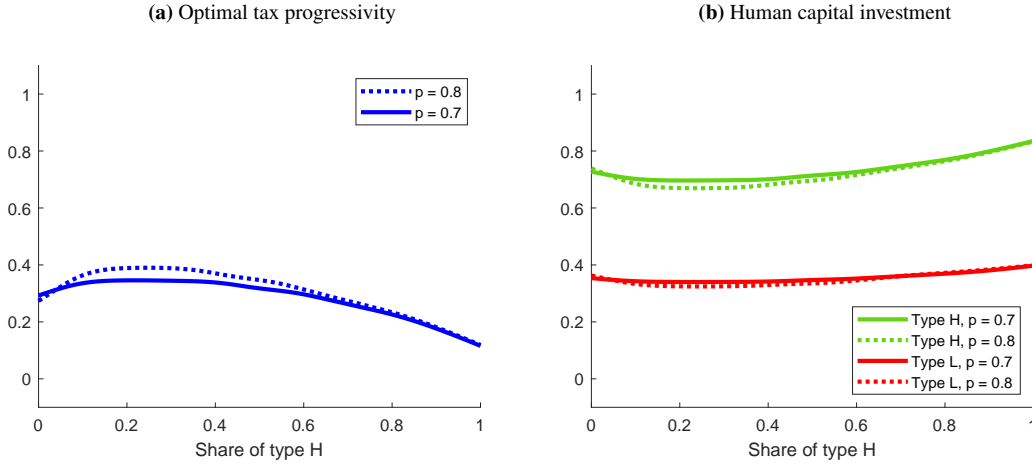 (a) Optimal tax progressivity
1
0.8
0.6
0.4
0.2
0
0
0.2
0.4
0.6
0.8
1
Share of type H
p = 0.8
p = 0.7
(b) Human capital investment
1
0.8
0.6
0.4
0.2
0
0
0.2
0.4
0.6
0.8
1
Share of type H
Type H, p = 0.7
Type H, p = 0.8
Type L, p = 0.7
Type L, p = 0.8